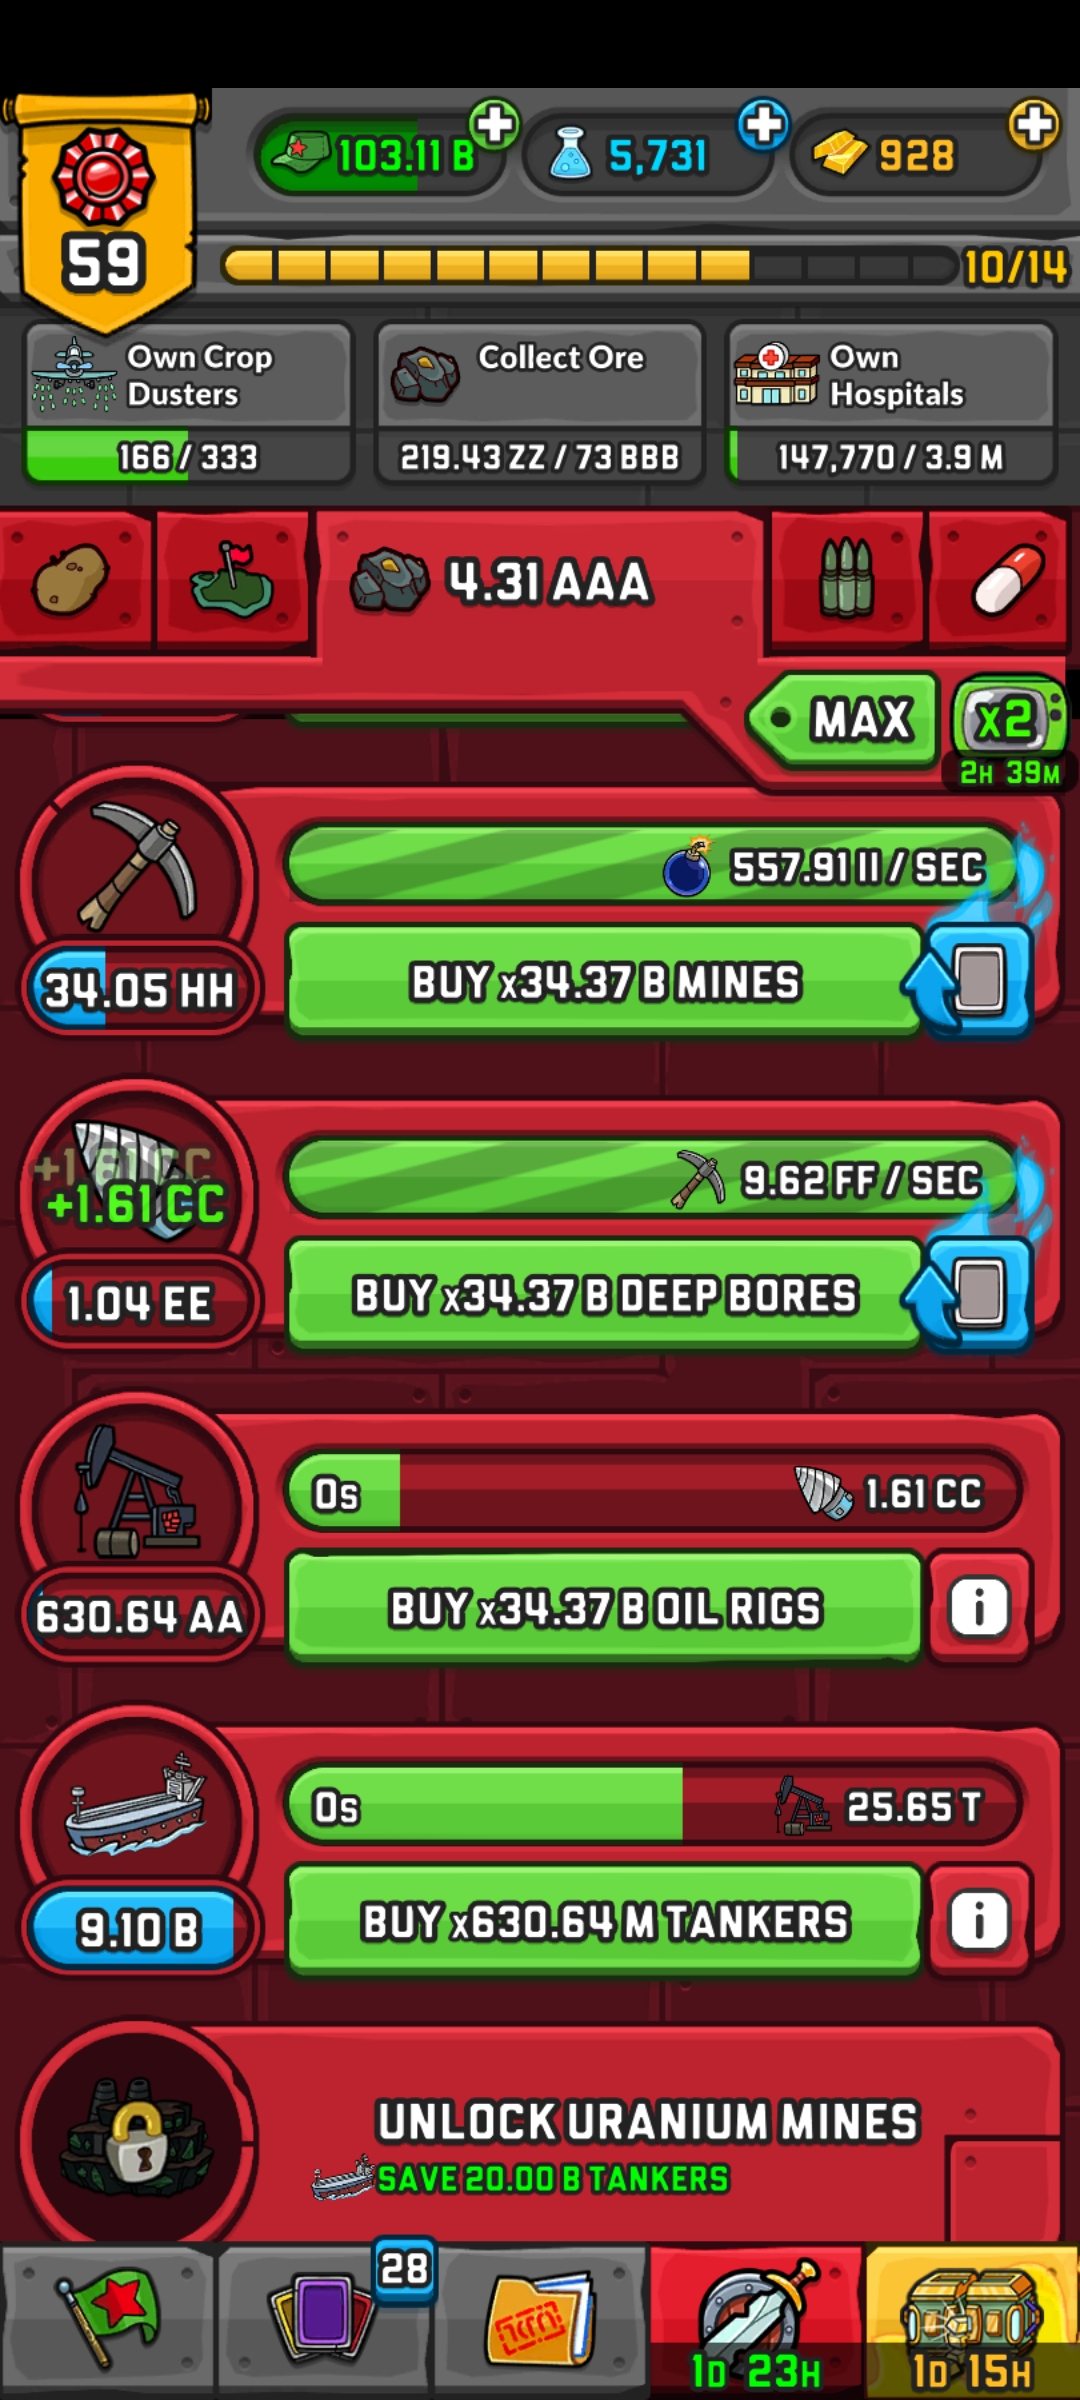 103.11 B
5,731
928
59
10/14
Own Crop
Dusters
166 / 333
Collect Ore
219.43 ZZ / 73 BBB
Own
Hospitals
147,770 / 3.9 M
4.31 AAA
MAX
x2
2H 39M
557.91 II / SEC
34.05 HH
BUY x34.37 B MINES
+1.61 CC
+1.61 CC
9.62 FF / SEC
1.04 EE
BUY x34.37 B DEEP BORES
0s
1.61 CC
630.64 AA
BUY x34.37 B OIL RIGS
i
0s
25.65 T
9.10 B
BUY x630.64 M TANKERS
i
UNLOCK URANIUM MINES
SAVE 20.00 B TANKERS
28
1D 23H
1D 15H